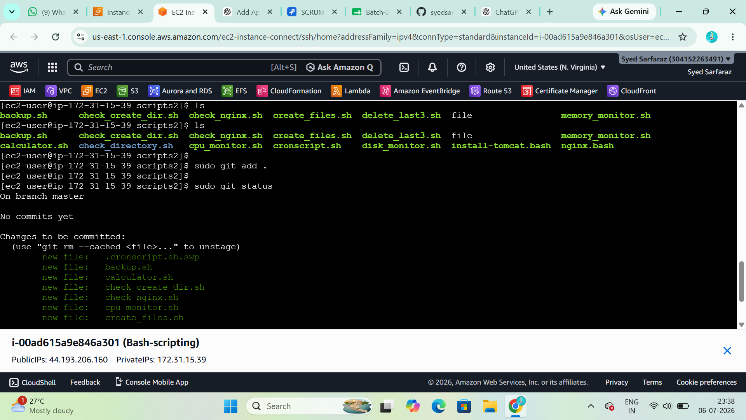 (9) Wha
Instanc
EC2 Ins
Add Ap
SCRUM
Batch-
syedsar
ChatGP
Ask Gemini
us-east-1.console.aws.amazon.com/ec2-instance-connect/ssh/home?addressFamily=ipv4&connType=standard&instanceId=i-00ad615a9e846a301&osUser=ec...
aws
Search
[Alt+S]
Ask Amazon Q
United States (N. Virginia) ▼
Syed Sarfaraz (304152263491) ▼
Syed Sarfaraz
IAM VPC EC2 S3 Aurora and RDS EFS CloudFormation Lambda Amazon EventBridge Route 53 Certificate Manager CloudFront
[ec2-user@ip-172-31-15-39 scripts2]$ ls
backup.sh check_create_dir.sh check_nginx.sh create_files.sh delete_last3.sh file memory_monitor.sh
[ec2-user@ip-172-31-15-39 scripts2]$ ls
backup.sh check_create_dir.sh check_nginx.sh create_files.sh delete_last3.sh file memory_monitor.sh
calculator.sh check_directory.sh cpu_monitor.sh cronscript.sh disk_monitor.sh install-tomcat.bash nginx.bash
[ec2-user@ip-172-31-15-39 scripts2]$
[ec2-user@ip-172-31-15-39 scripts2]$ sudo git add .
[ec2-user@ip-172-31-15-39 scripts2]$
[ec2-user@ip-172-31-15-39 scripts2]$ sudo git status
On branch master
No commits yet
Changes to be committed:
(use "git rm --cached <file>..." to unstage)
new file: .cronscript.sh.swp
new file: backup.sh
new file: calculator.sh
new file: check_create_dir.sh
new file: check_nginx.sh
new file: cpu_monitor.sh
new file: create_files.sh
i-00ad615a9e846a301 (Bash-scripting)
PublicIPs: 44.193.206.160 PrivateIPs: 172.31.15.39
CloudShell Feedback Console Mobile App
© 2026, Amazon Web Services, Inc. or its affiliates. Privacy Terms Cookie preferences
1
27°C
Mostly cloudy
Search
ENG
IN
23:38
06-07-2026